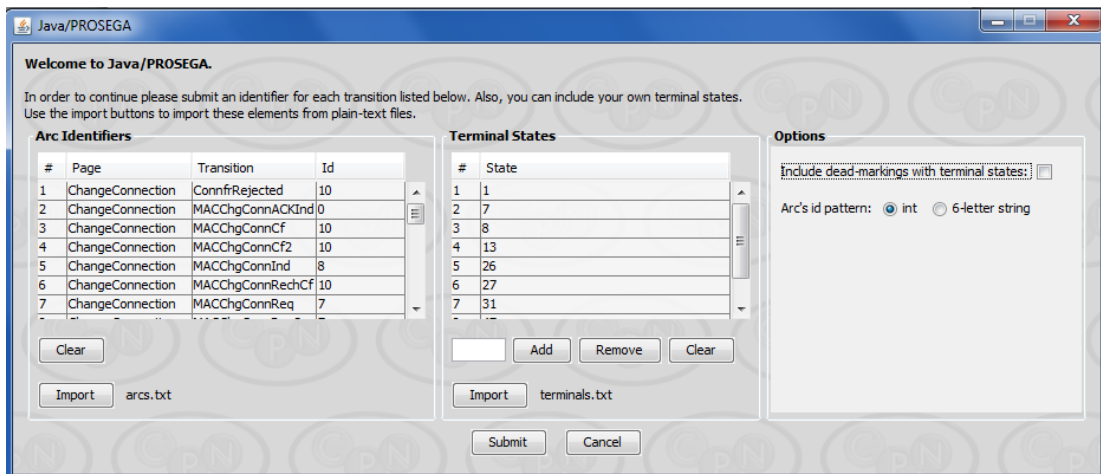 Java/PROSEGA
Welcome to Java/PROSEGA.
In order to continue please submit an identifier for each transition listed below. Also, you can include your own terminal states.
Use the import buttons to import these elements from plain-text files.
Arc Identifiers
# Page Transition Id
1 ChangeConnection ConnfrRejected 10
2 ChangeConnection MACChgConnACKInd 0
3 ChangeConnection MACChgConnCf 10
4 ChangeConnection MACChgConnCf2 10
5 ChangeConnection MACChgConnInd 8
6 ChangeConnection MACChgConnRechCf 10
7 ChangeConnection MACChgConnReq 7
Clear
Import arcs.txt
Terminal States
# State
1 1
2 7
3 8
4 13
5 26
6 27
7 31
Add Remove Clear
Import terminals.txt
Options
Include dead-markings with terminal states:
Arc's id pattern: int 6-letter string
Submit Cancel